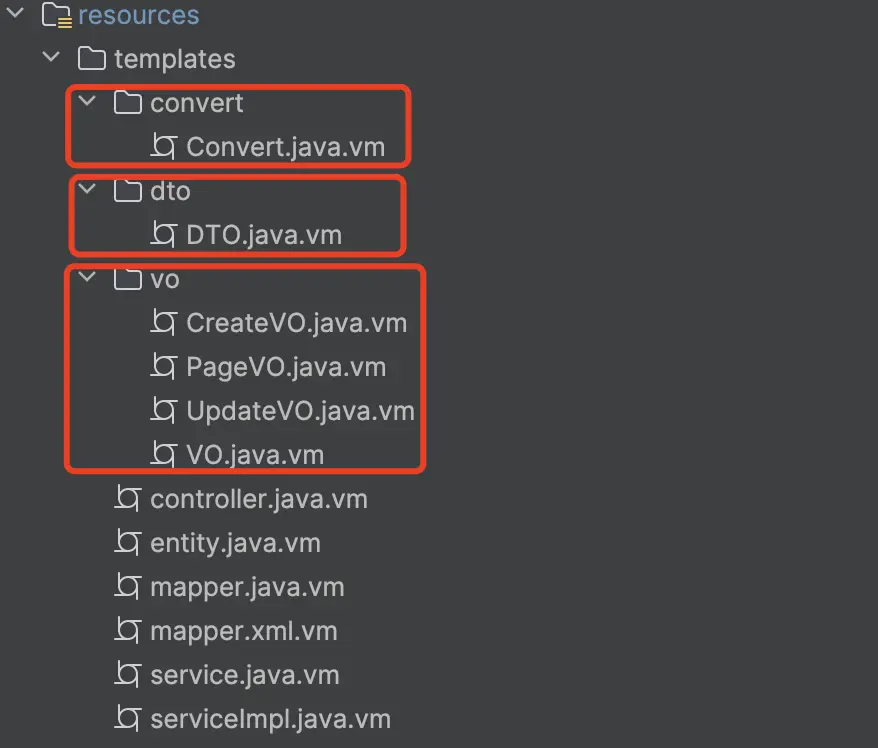 resources
templates
convert
Convert.java.vm
dto
DTO.java.vm
vo
CreateVO.java.vm
PageVO.java.vm
UpdateVO.java.vm
VO.java.vm
controller.java.vm
entity.java.vm
mapper.java.vm
mapper.xml.vm
service.java.vm
serviceImpl.java.vm